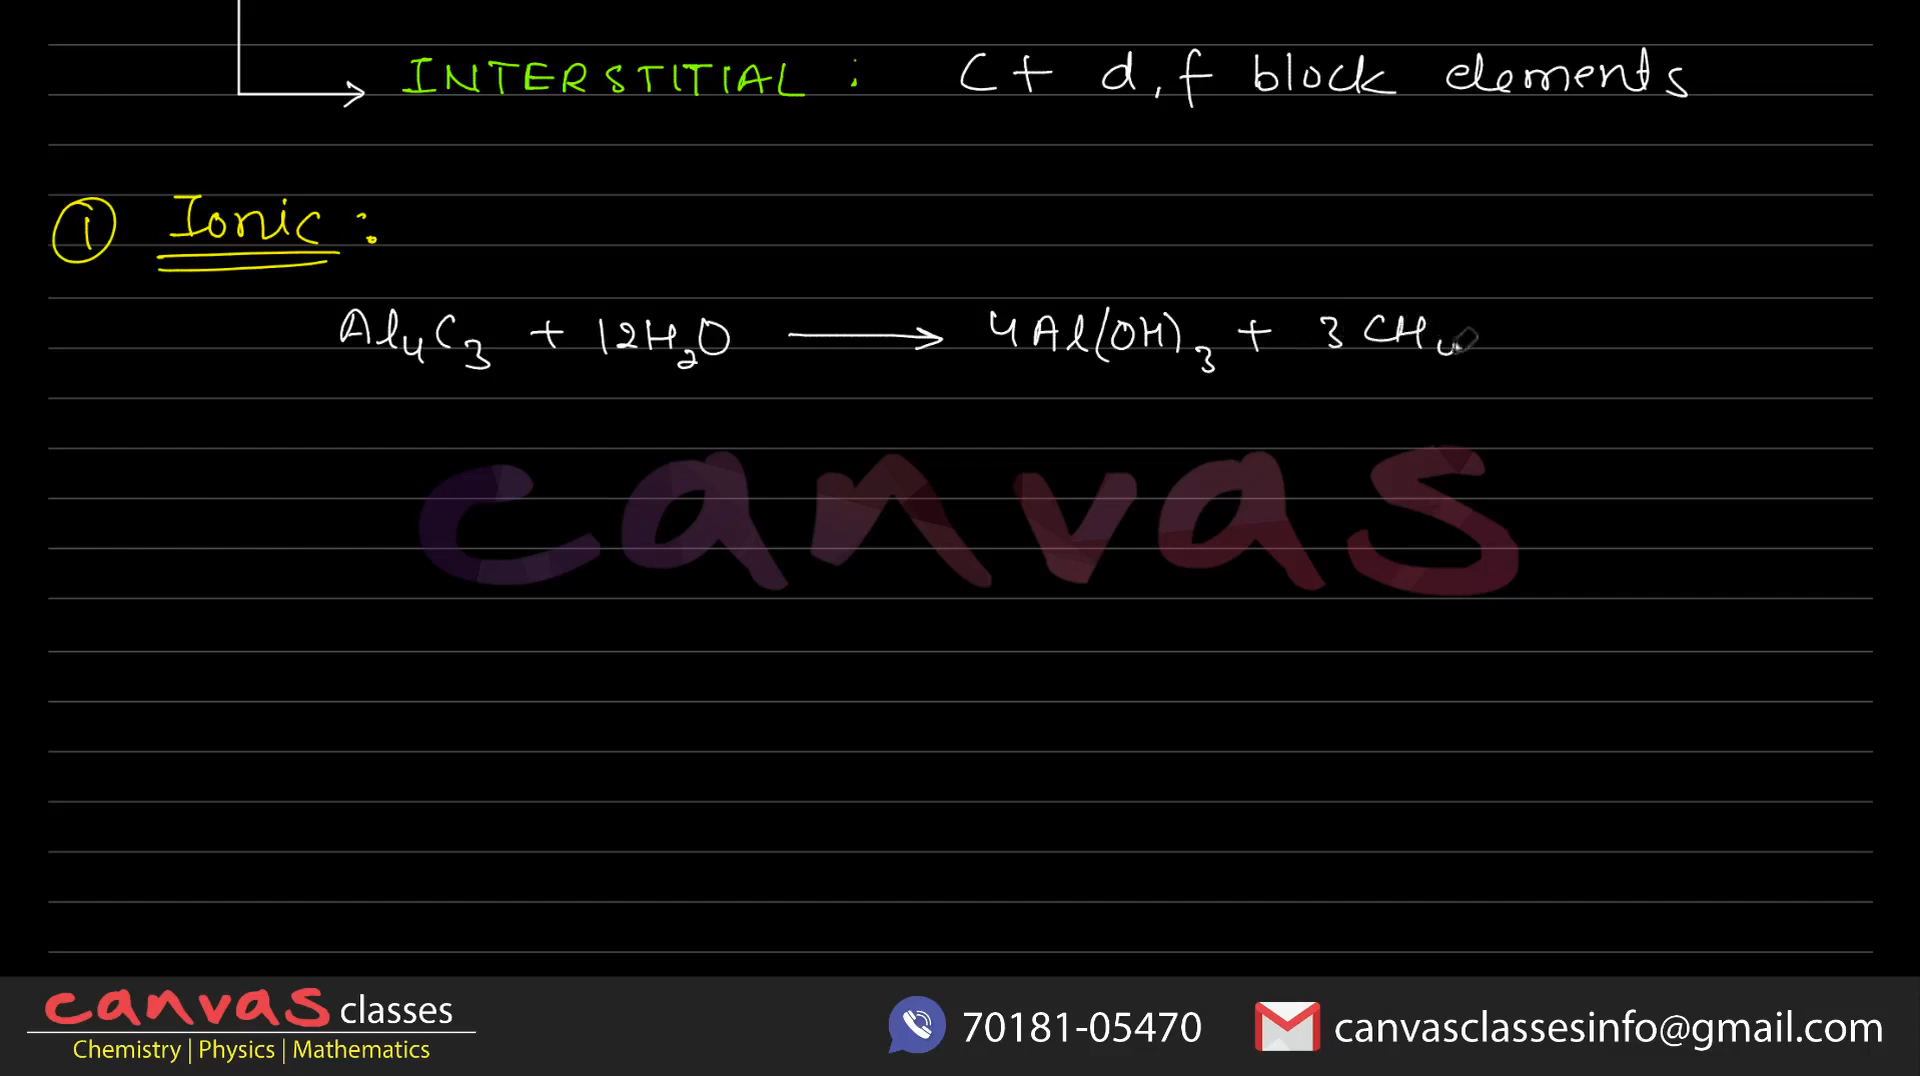 INTERSTITIAL : C + d, f block elements
① Ionic :
Al₄C₃ + 12H₂O ⟶ 4Al(OH)₃ + 3CH₄
canvas
canvas classes
Chemistry | Physics | Mathematics
70181-05470
canvasclassesinfo@gmail.com